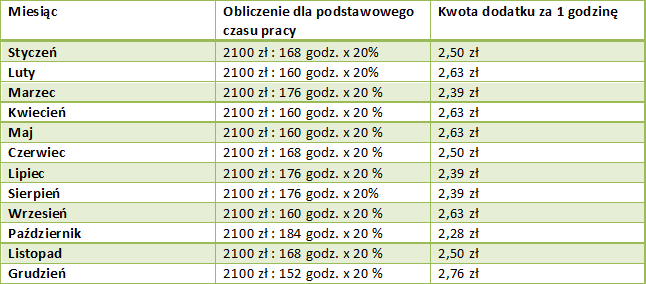 Miesiąc Obliczenie dla podstawowego czasu pracy Kwota dodatku za 1 godzinę
Styczeń 2100 zł : 168 godz. x 20% 2,50 zł
Luty 2100 zł : 160 godz. x 20% 2,63 zł
Marzec 2100 zł : 176 godz. x 20 % 2,39 zł
Kwiecień 2100 zł : 160 godz. x 20 % 2,63 zł
Maj 2100 zł : 160 godz. x 20 % 2,63 zł
Czerwiec 2100 zł : 168 godz. x 20 % 2,50 zł
Lipiec 2100 zł : 176 godz. x 20 % 2,39 zł
Sierpień 2100 zł : 176 godz. x 20% 2,39 zł
Wrzesień 2100 zł : 160 godz. x 20 % 2,63 zł
Październik 2100 zł : 184 godz. x 20 % 2,28 zł
Listopad 2100 zł : 168 godz. x 20 % 2,50 zł
Grudzień 2100 zł : 152 godz. x 20 % 2,76 zł